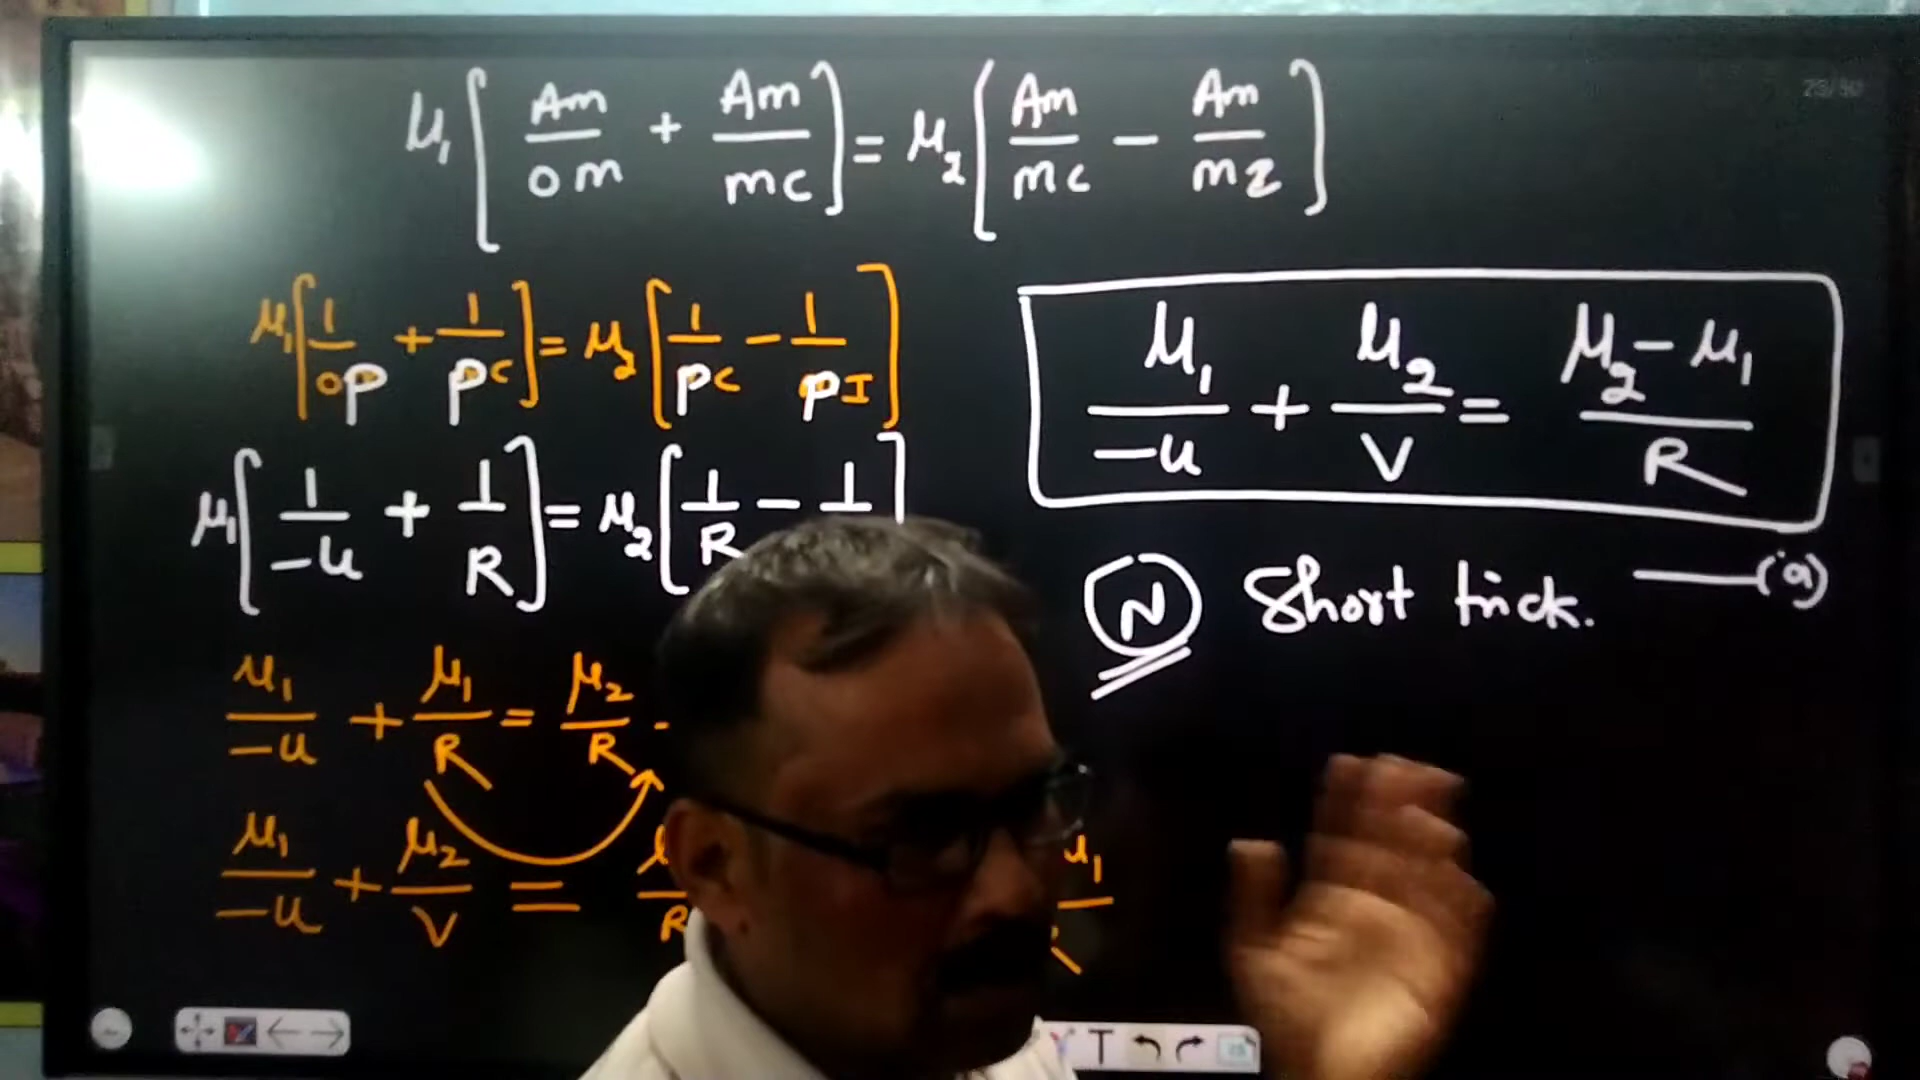 μ₁[Am/om + Am/mc] = μ₂[Am/mc − Am/mI]
μ₁[1/oP + 1/PC] = μ₂[1/PC − 1/PI]
μ₁[1/−u + 1/R] = μ₂[1/R − 1
μ₁/−u + μ₁/R = μ₂/R -
μ₁/−u + μ₂/V =
μ₁/−u + μ₂/V = μ₂−μ₁/R
N Short trick.
T